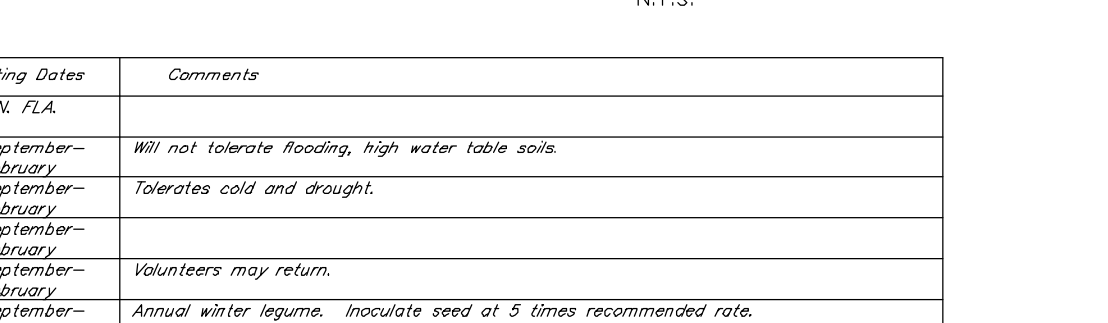 N.T.S.
ting Dates Comments
N. FLA.
ptember– Will not tolerate flooding, high water table soils.
bruary
ptember– Tolerates cold and drought.
bruary
ptember–
bruary
ptember– Volunteers may return.
bruary
ptember– Annual winter legume. Inoculate seed at 5 times recommended rate.